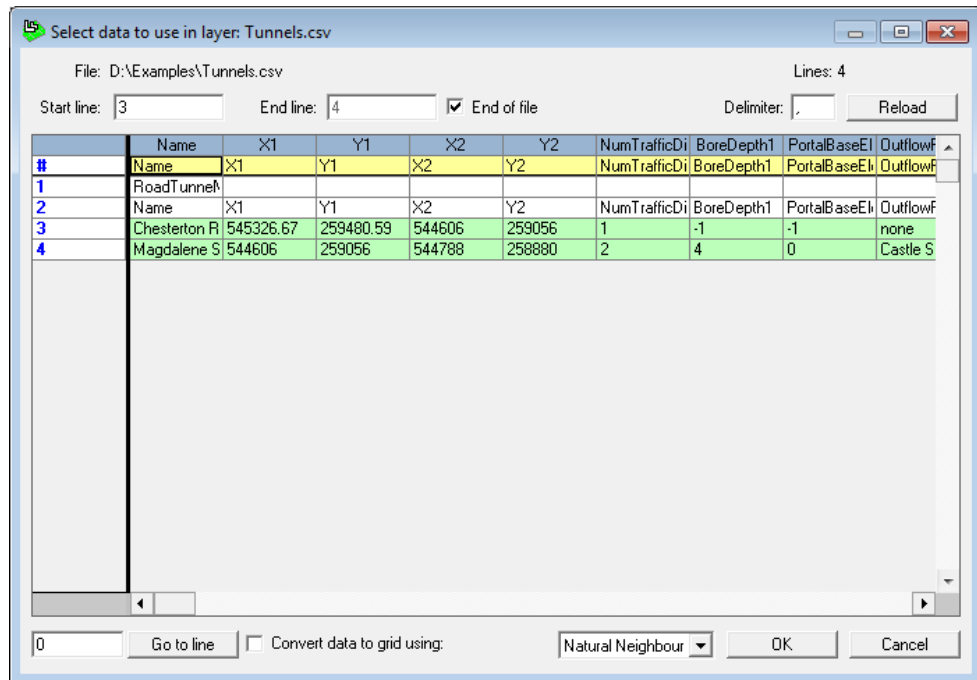 Select data to use in layer: Tunnels.csv
File: D:\Examples\Tunnels.csv Lines: 4
Start line: 3 End line: 4 End of file Delimiter: , Reload
Name X1 Y1 X2 Y2 NumTrafficDi BoreDepth1 PortalBaseEl OutflowF
# Name X1 Y1 X2 Y2 NumTrafficDi BoreDepth1 PortalBaseEl OutflowF
1 RoadTunnel
2 Name X1 Y1 X2 Y2 NumTrafficDi BoreDepth1 PortalBaseEl OutflowF
3 Chesterton R 545326.67 259480.59 544606 259056 1 -1 -1 none
4 Magdalene S 544606 259056 544788 258880 2 4 0 Castle S
0 Go to line Convert data to grid using: Natural Neighbour OK Cancel